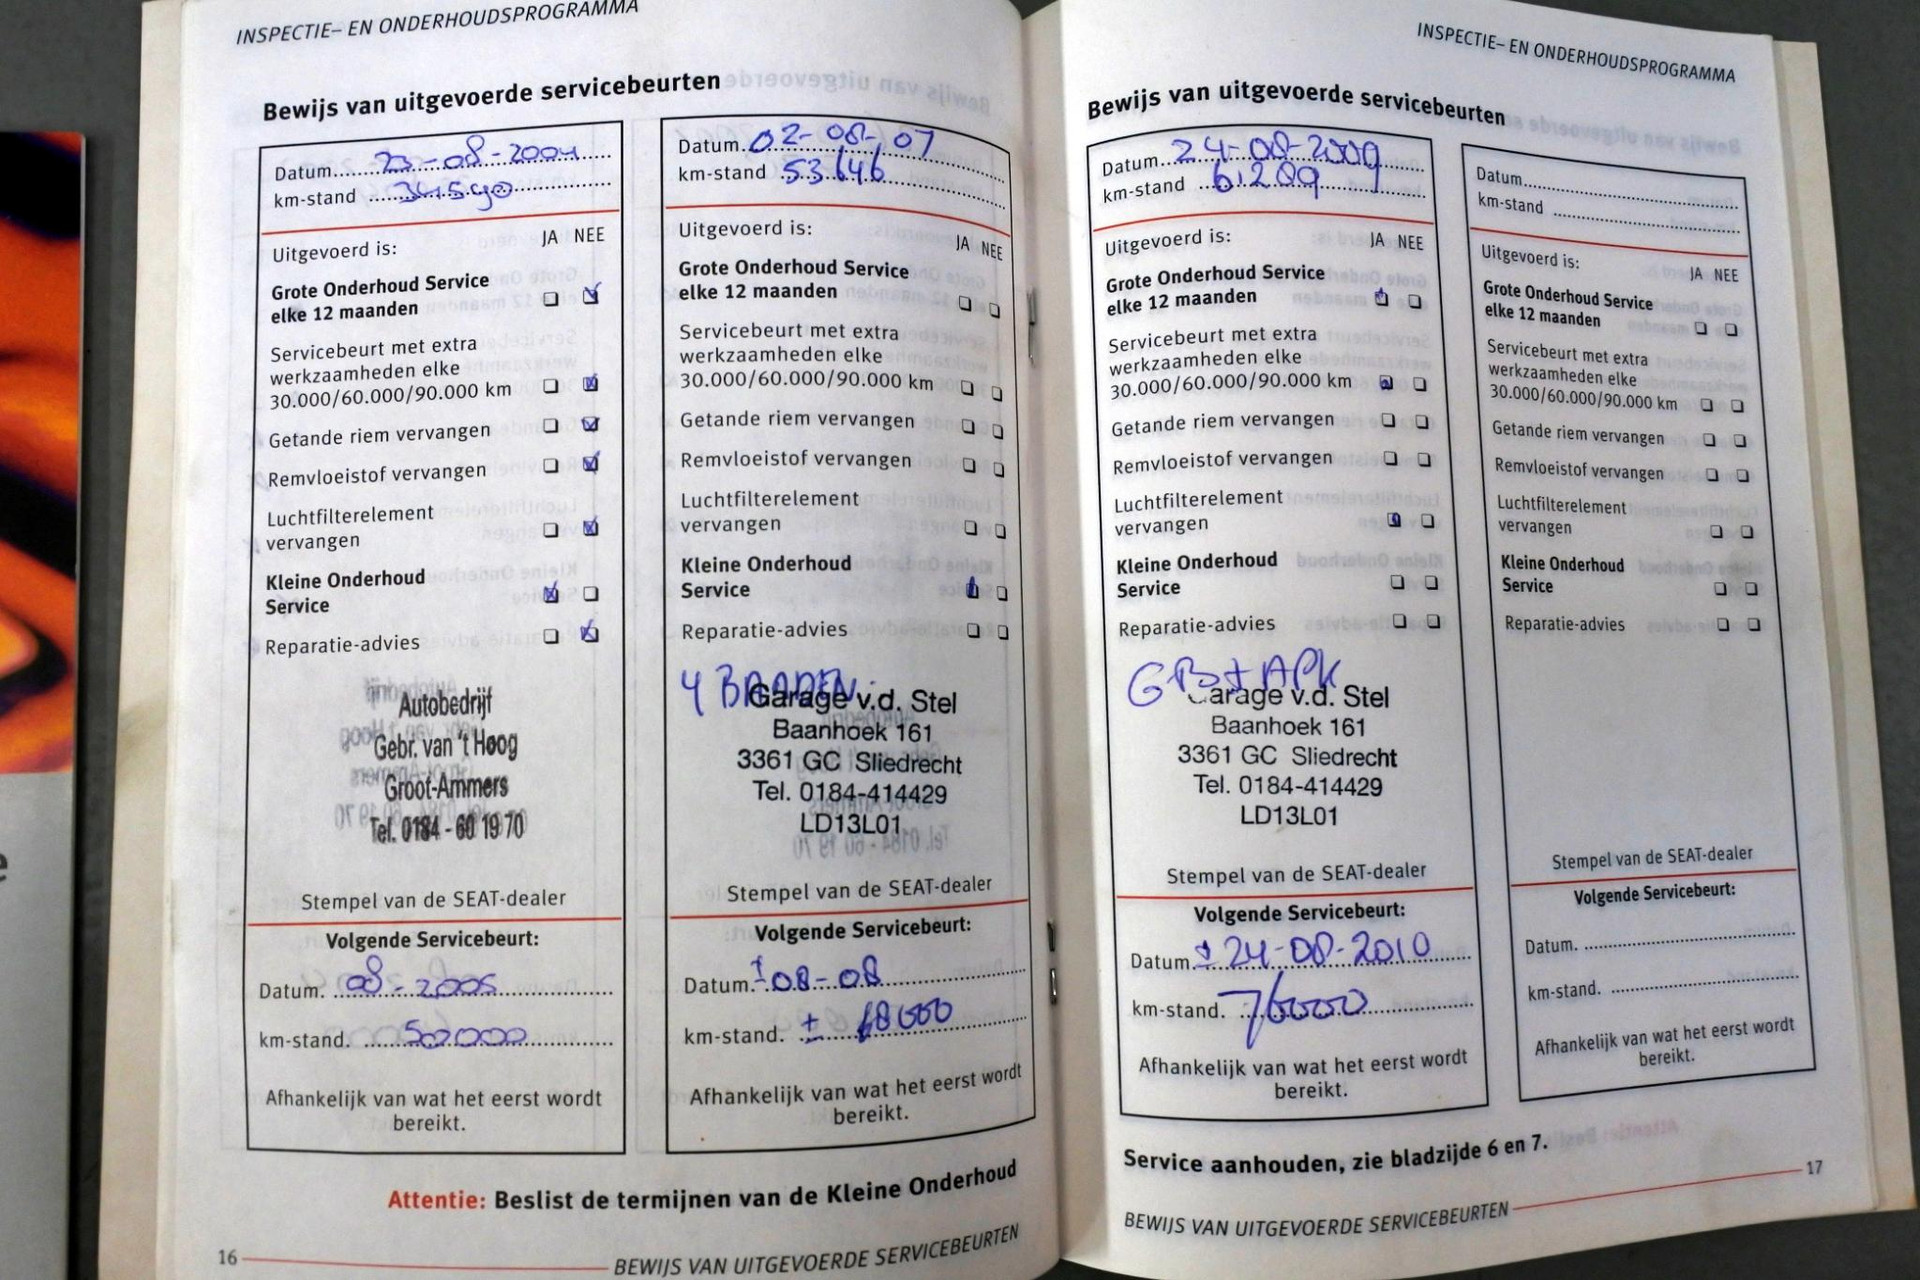 INSPECTIE– EN ONDERHOUDSPROGRAMMA
Bewijs van uitgevoerde servicebeurten
Datum 23-08-2004
km-stand 34.590
Uitgevoerd is:
JA NEE
Grote Onderhoud Service
elke 12 maanden
Servicebeurt met extra
werkzaamheden elke
30.000/60.000/90.000 km
Getande riem vervangen
Remvloeistof vervangen
Luchtfilterelement
vervangen
Kleine Onderhoud
Service
Reparatie-advies
Autobedrijf
Gebr. van 't Hoog
Groot-Ammers
Tel. 0184 - 60 19 70
Stempel van de SEAT-dealer
Volgende Servicebeurt:
Datum. 08-2005
km-stand. 50000
Afhankelijk van wat het eerst wordt
bereikt.
Datum 02-08-07
km-stand 53646
Uitgevoerd is:
JA NEE
Grote Onderhoud Service
elke 12 maanden
Servicebeurt met extra
werkzaamheden elke
30.000/60.000/90.000 km
Getande riem vervangen
Remvloeistof vervangen
Luchtfilterelement
vervangen
Kleine Onderhoud
Service
Reparatie-advies
4 BANDEN.
Garage v.d. Stel
Baanhoek 161
3361 GC Sliedrecht
Tel. 0184-414429
LD13L01
Stempel van de SEAT-dealer
Volgende Servicebeurt:
Datum. ± 08-08
km-stand. ± 68000
Afhankelijk van wat het eerst wordt
bereikt.
Attentie: Beslist de termijnen van de Kleine Onderhoud
16
BEWIJS VAN UITGEVOERDE SERVICEBEURTEN
INSPECTIE– EN ONDERHOUDSPROGRAMMA
Bewijs van uitgevoerde servicebeurten
Datum 24-08-2009
km-stand 61209
Uitgevoerd is:
JA NEE
Grote Onderhoud Service
elke 12 maanden
Servicebeurt met extra
werkzaamheden elke
30.000/60.000/90.000 km
Getande riem vervangen
Remvloeistof vervangen
Luchtfilterelement
vervangen
Kleine Onderhoud
Service
Reparatie-advies
GB + APK
Garage v.d. Stel
Baanhoek 161
3361 GC Sliedrecht
Tel. 0184-414429
LD13L01
Stempel van de SEAT-dealer
Volgende Servicebeurt:
Datum. ± 24-08-2010
km-stand. 76000
Afhankelijk van wat het eerst wordt
bereikt.
Datum
km-stand
Uitgevoerd is:
JA NEE
Grote Onderhoud Service
elke 12 maanden
Servicebeurt met extra
werkzaamheden elke
30.000/60.000/90.000 km
Getande riem vervangen
Remvloeistof vervangen
Luchtfilterelement
vervangen
Kleine Onderhoud
Service
Reparatie-advies
Stempel van de SEAT-dealer
Volgende Servicebeurt:
Datum.
km-stand.
Afhankelijk van wat het eerst wordt
bereikt.
Service aanhouden, zie bladzijde 6 en 7.
17
BEWIJS VAN UITGEVOERDE SERVICEBEURTEN